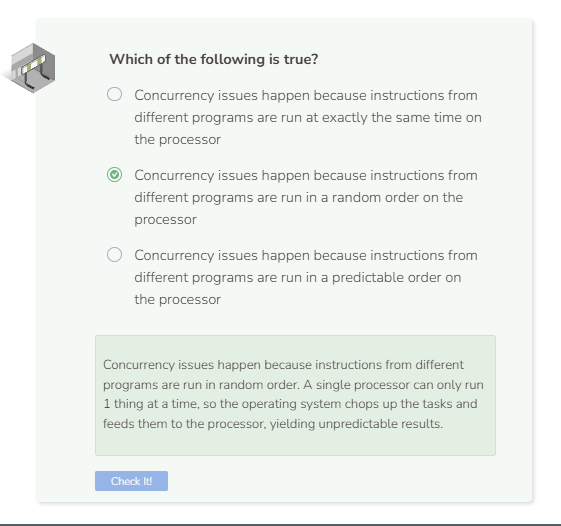 Which of the following is true?
Concurrency issues happen because instructions from
different programs are run at exactly the same time on
the processor
Concurrency issues happen because instructions from
different programs are run in a random order on the
processor
Concurrency issues happen because instructions from
different programs are run in a predictable order on
the processor
Concurrency issues happen because instructions from different
programs are run in random order. A single processor can only run
1 thing at a time, so the operating system chops up the tasks and
feeds them to the processor, yielding unpredictable results.
Check It!